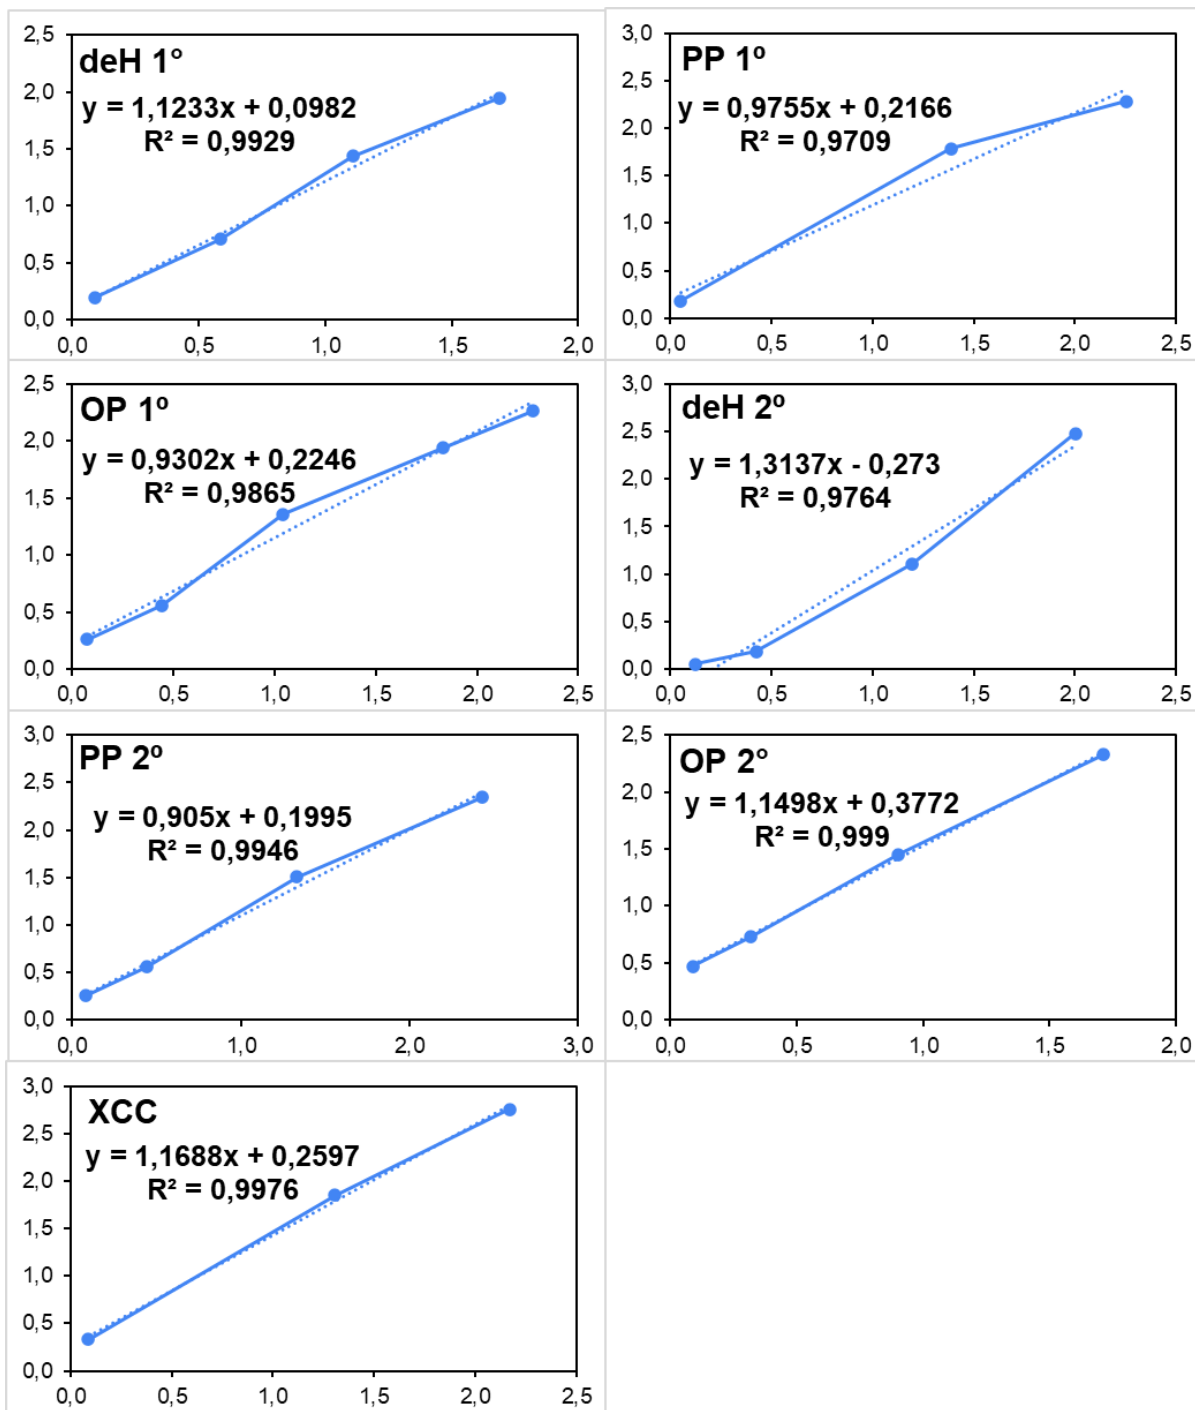 deH 1º
y = 1,1233x + 0,0982
R² = 0,9929
2,5
2,0
1,5
1,0
0,5
0,0
0,0 0,5 1,0 1,5 2,0
PP 1º
y = 0,9755x + 0,2166
R² = 0,9709
3,0
2,5
2,0
1,5
1,0
0,5
0,0
0,0 0,5 1,0 1,5 2,0 2,5
OP 1º
y = 0,9302x + 0,2246
R² = 0,9865
2,5
2,0
1,5
1,0
0,5
0,0
0,0 0,5 1,0 1,5 2,0 2,5
deH 2º
y = 1,3137x - 0,273
R² = 0,9764
3,0
2,5
2,0
1,5
1,0
0,5
0,0
0,0 0,5 1,0 1,5 2,0 2,5
PP 2º
y = 0,905x + 0,1995
R² = 0,9946
3,0
2,5
2,0
1,5
1,0
0,5
0,0
0,0 1,0 2,0 3,0
OP 2°
y = 1,1498x + 0,3772
R² = 0,999
2,5
2,0
1,5
1,0
0,5
0,0
0,0 0,5 1,0 1,5 2,0
XCC
y = 1,1688x + 0,2597
R² = 0,9976
3,0
2,5
2,0
1,5
1,0
0,5
0,0
0,0 0,5 1,0 1,5 2,0 2,5